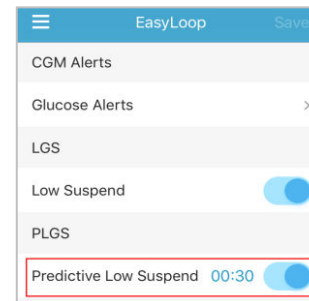 EasyLoop Save
CGM Alerts
Glucose Alerts
LGS
Low Suspend
PLGS
Predictive Low Suspend 00:30